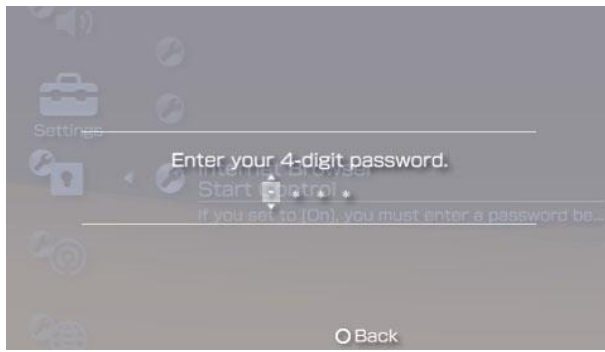 Settings
Enter your 4-digit password.
Internet Browser
Start Control
- * * *
If you set to [On], you must enter a password be...
Back